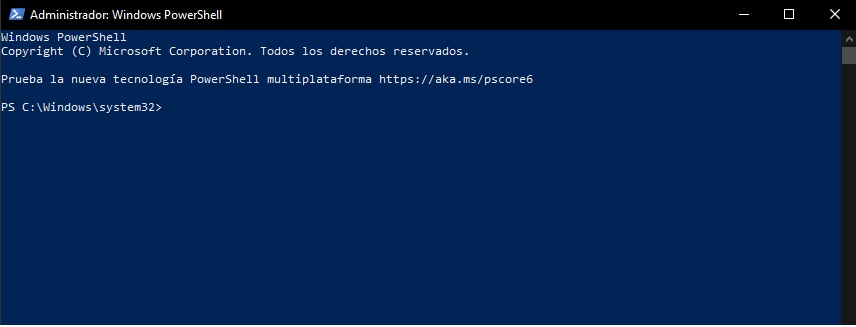 Administrador: Windows PowerShell
Windows PowerShell
Copyright (C) Microsoft Corporation. Todos los derechos reservados.
Prueba la nueva tecnología PowerShell multiplataforma https://aka.ms/pscore6
PS C:\Windows\system32>